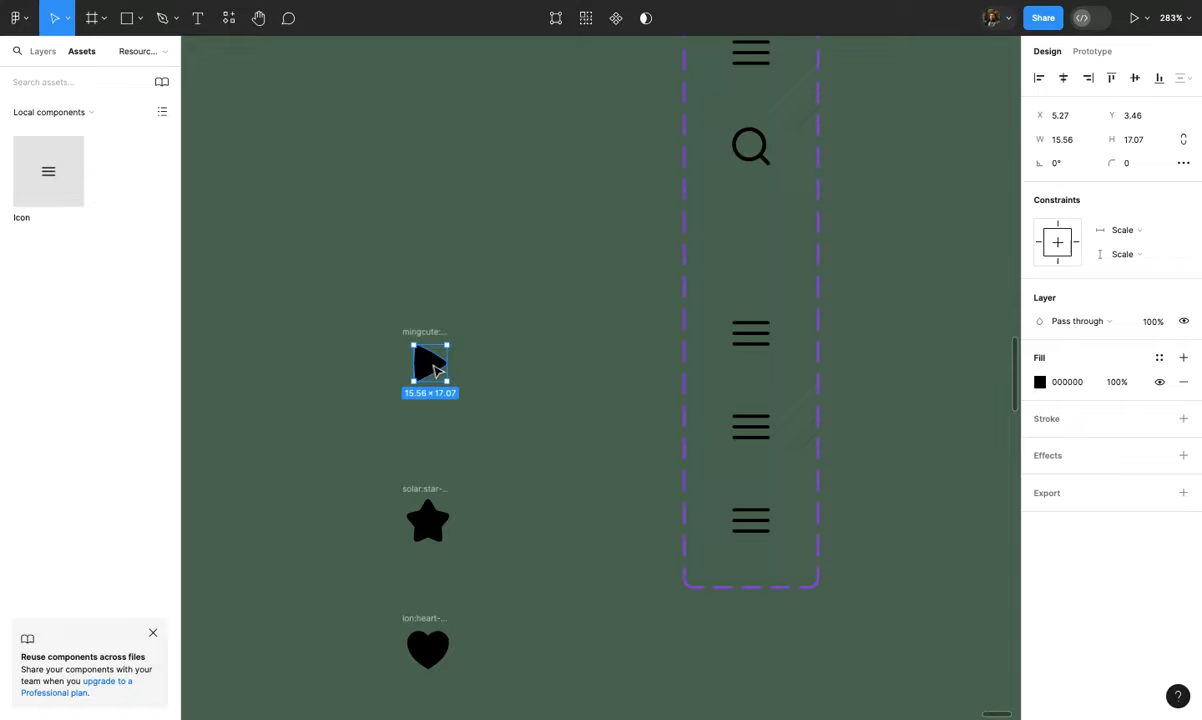 Share
283%
Layers
Assets
Resourc...
Search assets...
Local components
Icon
mingcute:...
15.56 × 17.07
solar:star-...
ion:heart-...
Reuse components across files
Share your components with your
team when you upgrade to a
Professional plan.
Design
Prototype
X 5.27
Y 3.46
W 15.56
H 17.07
0°
0
Constraints
Scale
Scale
Layer
Pass through
100%
Fill
000000
100%
Stroke
Effects
Export
?